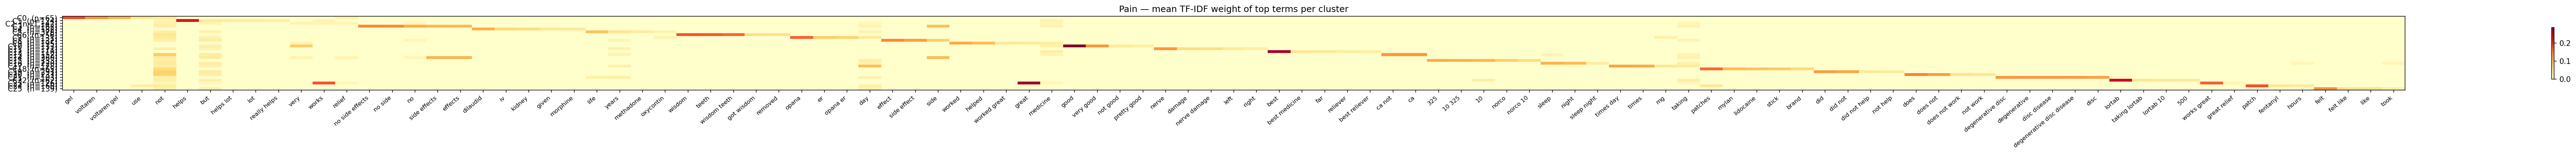 Pain — mean TF-IDF weight of top terms per cluster
C0 (n=65)
0.2
0.1
0.0
gel
voltaren
voltaren gel
use
not
helps
but
helps lot
lot
really helps
very
works
relief
no side effects
no side
no
side effects
effects
dilaudid
iv
kidney
given
morphine
life
years
methadone
oxycontin
wisdom
teeth
wisdom teeth
got wisdom
removed
opana
er
opana er
day
effect
side effect
side
worked
helped
worked great
great
medicine
good
very good
not good
pretty good
nerve
damage
nerve damage
left
right
best
best medicine
far
reliever
best reliever
ca not
ca
325
10 325
10
norco
norco 10
sleep
night
sleep night
times day
times
mg
taking
patches
mylan
lidocaine
stick
brand
did
did not
did not help
not help
does
does not
does not work
not work
degenerative disc
degenerative
disc disease
degenerative disc disease
disc
lortab
taking lortab
lortab 10
500
works great
great relief
patch
fentanyl
hours
felt
felt like
like
took